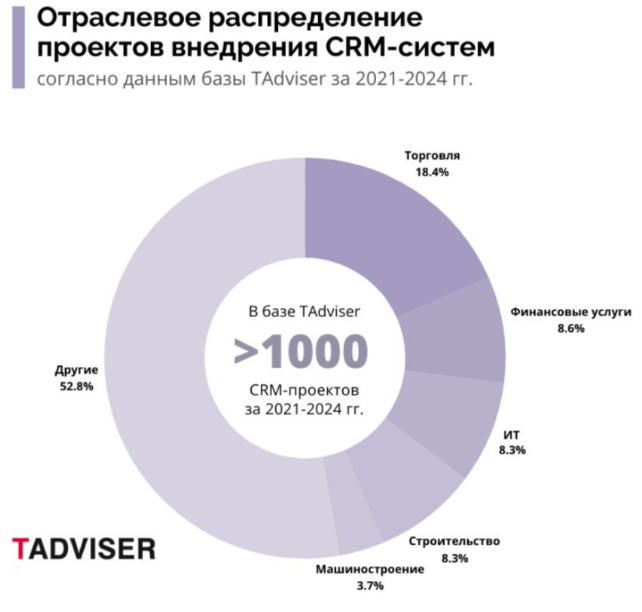 Отраслевое распределение
проектов внедрения CRM-систем
согласно данным базы TAdviser за 2021-2024 гг.
Торговля
18.4%
Финансовые услуги
8.6%
В базе TAdviser
>1000
CRM-проектов
за 2021-2024 гг.
Другие
52.8%
ИТ
8.3%
Строительство
8.3%
Машиностроение
3.7%
TADVISER